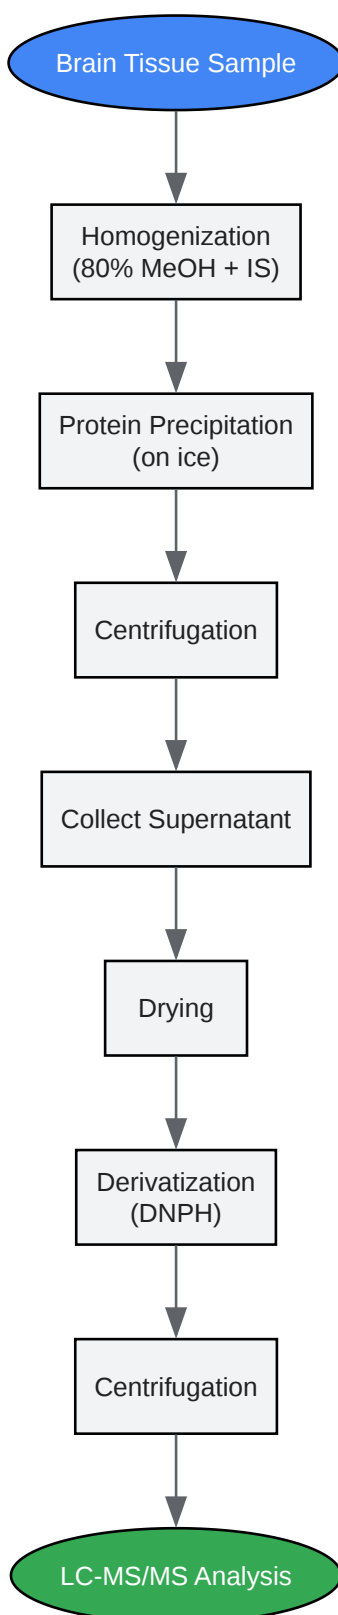 Brain Tissue Sample
Homogenization
(80% MeOH + IS)
Protein Precipitation
(on ice)
Centrifugation
Collect Supernatant
Drying
Derivatization
(DNPH)
Centrifugation
LC-MS/MS Analysis